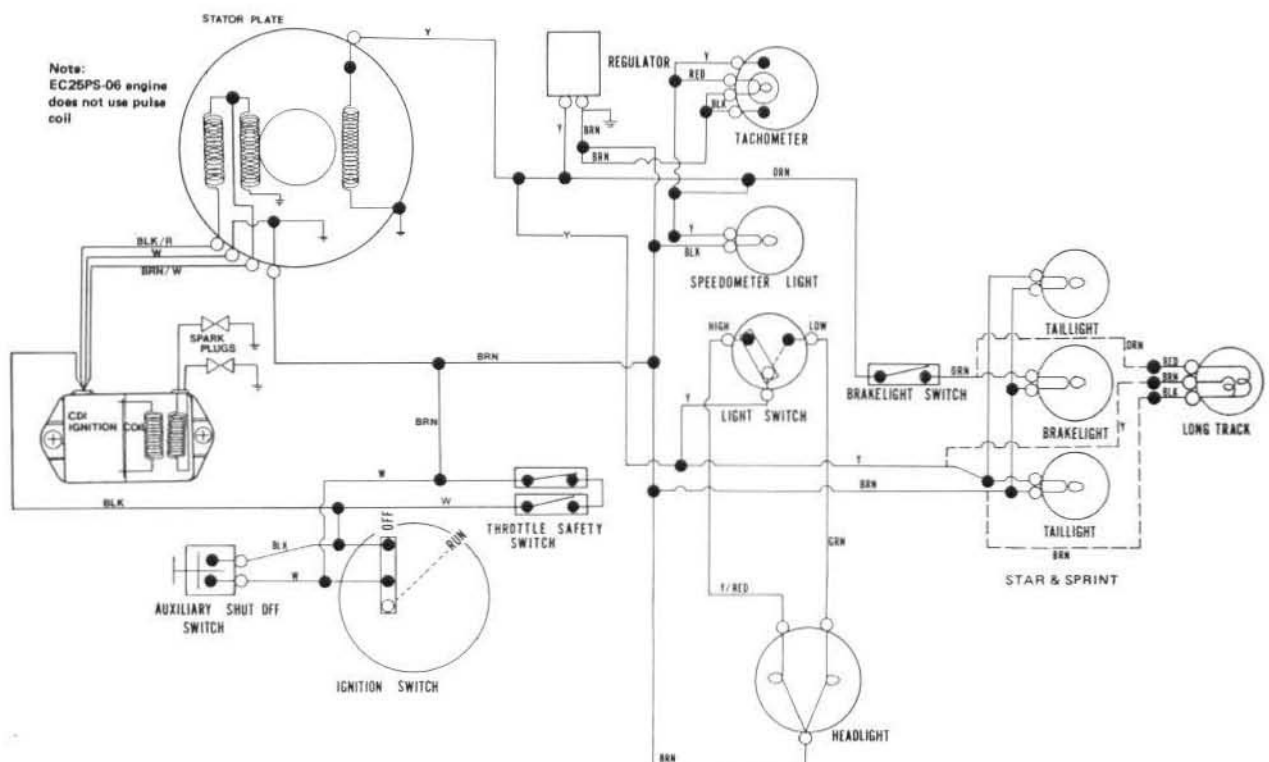 STATOR PLATE
Note:
EC25PS-06 engine
does not use pulse
coil
Y
REGULATOR
Y
RED
BLK
TACHOMETER
Y
BRN
BRN
ORN
Y
Y
BLK
SPEEDOMETER LIGHT
BLK/R
W
BRN/W
SPARK
PLUGS
CDI
IGNITION COIL
BRN
BRN
HIGH
LOW
LIGHT SWITCH
Y
BRAKELIGHT SWITCH
ORN
TAILLIGHT
ORN
RED
BRN
BLK
LONG TRACK
BRAKELIGHT
Y
Y
BRN
TAILLIGHT
BRN
STAR & SPRINT
W
W
BLK
THROTTLE SAFETY
SWITCH
OFF
RUN
BLK
W
AUXILIARY SHUT OFF
SWITCH
IGNITION SWITCH
Y/RED
GRN
HEADLIGHT
BRN